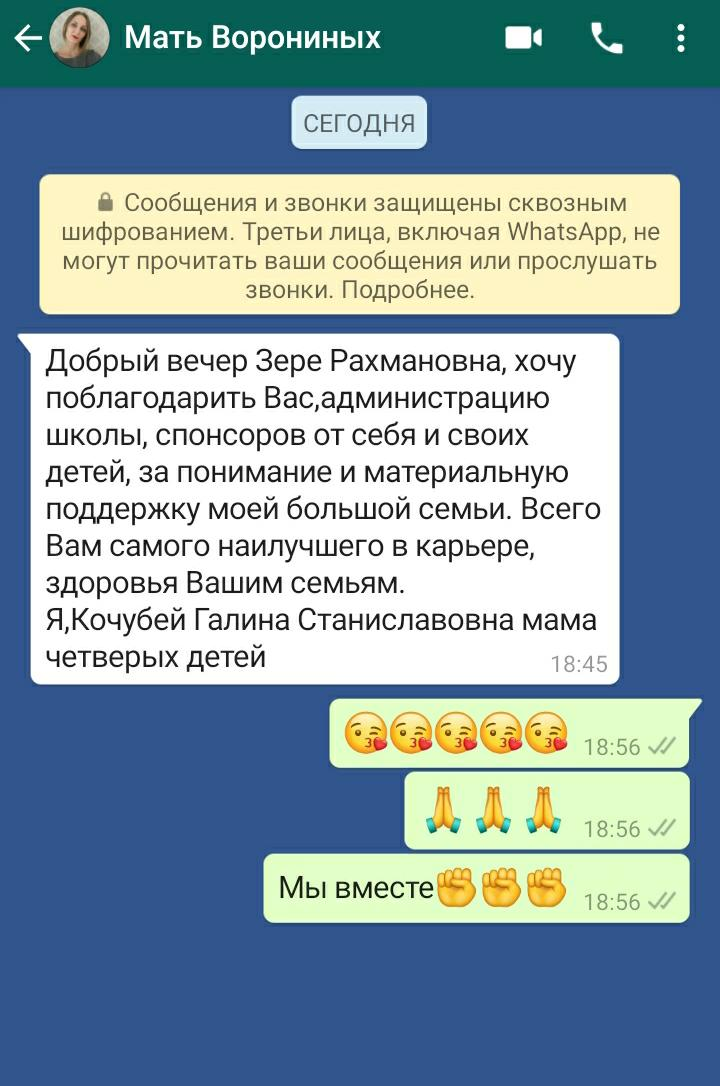 Мать Ворониных
СЕГОДНЯ
Сообщения и звонки защищены сквозным
шифрованием. Третьи лица, включая WhatsApp, не
могут прочитать ваши сообщения или прослушать
звонки. Подробнее.
Добрый вечер Зере Рахмановна, хочу
поблагодарить Вас,администрацию
школы, спонсоров от себя и своих
детей, за понимание и материальную
поддержку моей большой семьи. Всего
Вам самого наилучшего в карьере,
здоровья Вашим семьям.
Я,Кочубей Галина Станиславовна мама
четверых детей 18:45
😘😘😘😘😘 18:56
🙏🙏🙏 18:56
Мы вместе✊✊✊ 18:56